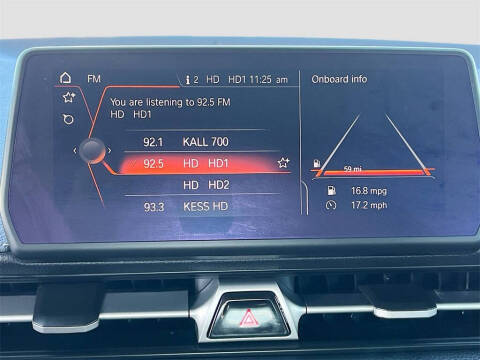 FM i 2 HD HD1 11:25 am
You are listening to 92.5 FM
HD HD1
92.1 KALL 700
92.5 HD HD1
HD HD2
93.3 KESS HD
Onboard info
59 mi
16.8 mpg
17.2 mph